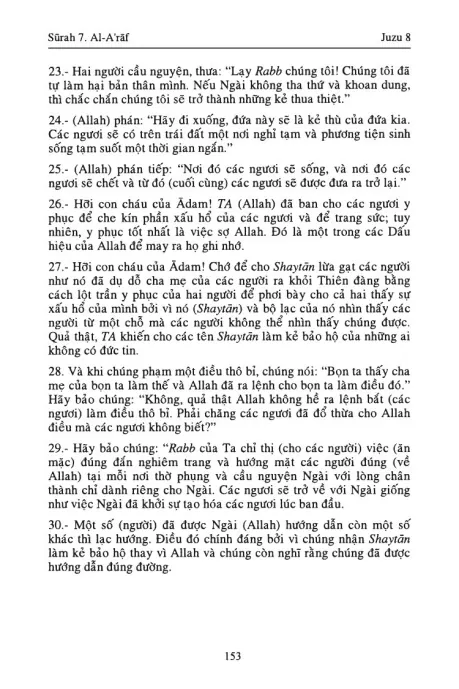 Sūrah 7. Al-A'rāf Juzu 8
23.- Hai người cầu nguyện, thưa: “Lạy Rabb chúng tôi! Chúng tôi đã
tự làm hại bản thân mình. Nếu Ngài không tha thứ và khoan dung,
thì chắc chắn chúng tôi sẽ trở thành những kẻ thua thiệt.”
24.- (Allah) phán: “Hãy đi xuống, đứa này sẽ là kẻ thù của đứa kia.
Các ngươi sẽ có trên trái đất một nơi nghỉ tạm và phương tiện sinh
sống tạm suốt một thời gian ngắn.”
25.- (Allah) phán tiếp: “Nơi đó các ngươi sẽ sống, và nơi đó các
ngươi sẽ chết và từ đó (cuối cùng) các ngươi sẽ được đưa ra trở lại.”
26.- Hỡi con cháu của Ādam! TA (Allah) đã ban cho các ngươi y
phục để che kín phần xấu hổ của các ngươi và để trang sức; tuy
nhiên, y phục tốt nhất là việc sợ Allah. Đó là một trong các Dấu
hiệu của Allah để may ra họ ghi nhớ.
27.- Hỡi con cháu của Ādam! Chớ để cho Shaytān lừa gạt các người
như nó đã dụ dỗ cha mẹ của các ngươi ra khỏi Thiên đàng bằng
cách lột trần y phục của hai người để phơi bày cho cả hai thấy sự
xấu hổ của mình bởi vì nó (Shaytān) và bộ lạc của nó nhìn thấy các
người từ một chỗ mà các người không thể nhìn thấy chúng được.
Quả thật, TA khiến cho các tên Shaytān làm kẻ bảo hộ của những ai
không có đức tin.
28. Và khi chúng phạm một điều thô bỉ, chúng nói: “Bọn ta thấy cha
mẹ của bọn ta làm thế và Allah đã ra lệnh cho bọn ta làm điều đó.”
Hãy bảo chúng: “Không, quả thật Allah không hề ra lệnh bắt (các
ngươi) làm điều thô bỉ. Phải chăng các ngươi đã đổ thừa cho Allah
điều mà các ngươi không biết?”
29.- Hãy bảo chúng: “Rabb của Ta chỉ thị (cho các người) việc (ăn
mặc) đúng đắn nghiêm trang và hướng mặt các người đúng (về
Allah) tại mỗi nơi thờ phụng và cầu nguyện Ngài với lòng chân
thành chỉ dành riêng cho Ngài. Các ngươi sẽ trở về với Ngài giống
như việc Ngài đã khởi sự tạo hóa các ngươi lúc ban đầu.
30.- Một số (người) đã được Ngài (Allah) hướng dẫn còn một số
khác thì lạc hướng. Điều đó chính đáng bởi vì chúng nhận Shaytān
làm kẻ bảo hộ thay vì Allah và chúng còn nghĩ rằng chúng đã được
hướng dẫn đúng đường.
153